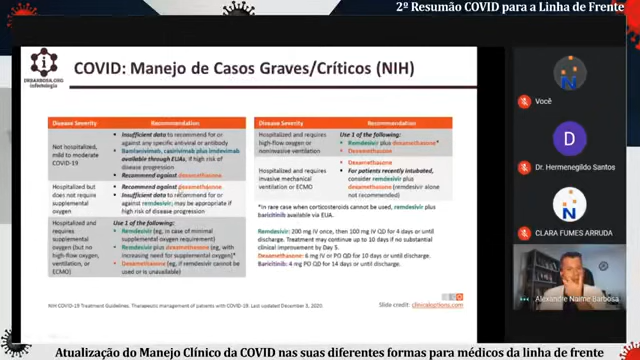 2º Resumão COVID para a Linha de Frente
i
DRBARBOSA.ORG
infectologia
COVID: Manejo de Casos Graves/Críticos (NIH)
Disease Severity
Recommendation
Not hospitalized,
mild to moderate
COVID-19
Insufficient data to recommend for or
against any specific antiviral or antibody
Bamlanivimab, casirivimab plus imdevimab
available through EUAs, if high risk of
disease progression
Recommend against dexamethasone
Hospitalized but
does not require
supplemental
oxygen
Recommend against dexamethasone
Insufficient data to recommend for or
against remdesivir; may be appropriate if
high risk of disease progression
Hospitalized and
requires
supplemental
oxygen (but no
high-flow oxygen,
ventilation, or
ECMO)
Use 1 of the following:
Remdesivir (eg, in case of minimal
supplemental oxygen requirement)
Remdesivir plus dexamethasone (eg, with
increasing need for supplemental oxygen)*
Dexamethasone (eg, if remdesivir cannot be
used or is unavailable)
Disease Severity
Recommendation
Hospitalized and requires
high-flow oxygen or
noninvasive ventilation
Use 1 of the following:
Remdesivir plus dexamethasone*
Dexamethasone
Hospitalized and requires
invasive mechanical
ventilation or ECMO
Dexamethasone
For patients recently intubated,
consider remdesivir plus
dexamethasone (remdesivir alone
not recommended)
*In rare case when corticosteroids cannot be used, remdesivir plus
baricitinib available via EUA.
Remdesivir: 200 mg IV once, then 100 mg IV QD for 4 days or until
discharge. Treatment may continue up to 10 days if no substantial
clinical improvement by Day 5.
Dexamethasone: 6 mg IV or PO QD for 10 days or until discharge.
Baricitinib: 4 mg PO QD for 14 days or until discharge.
NIH COVID-19 Treatment Guidelines. Therapeutic management of patients with COVID-19. Last updated December 3, 2020.
Slide credit: clinicaloptions.com
Você
D
Dr. Hermenegildo Santos
CLARA FUMES ARRUDA
Alexandre Naime Barbosa
Atualização do Manejo Clínico da COVID nas suas diferentes formas para médicos da linha de frente